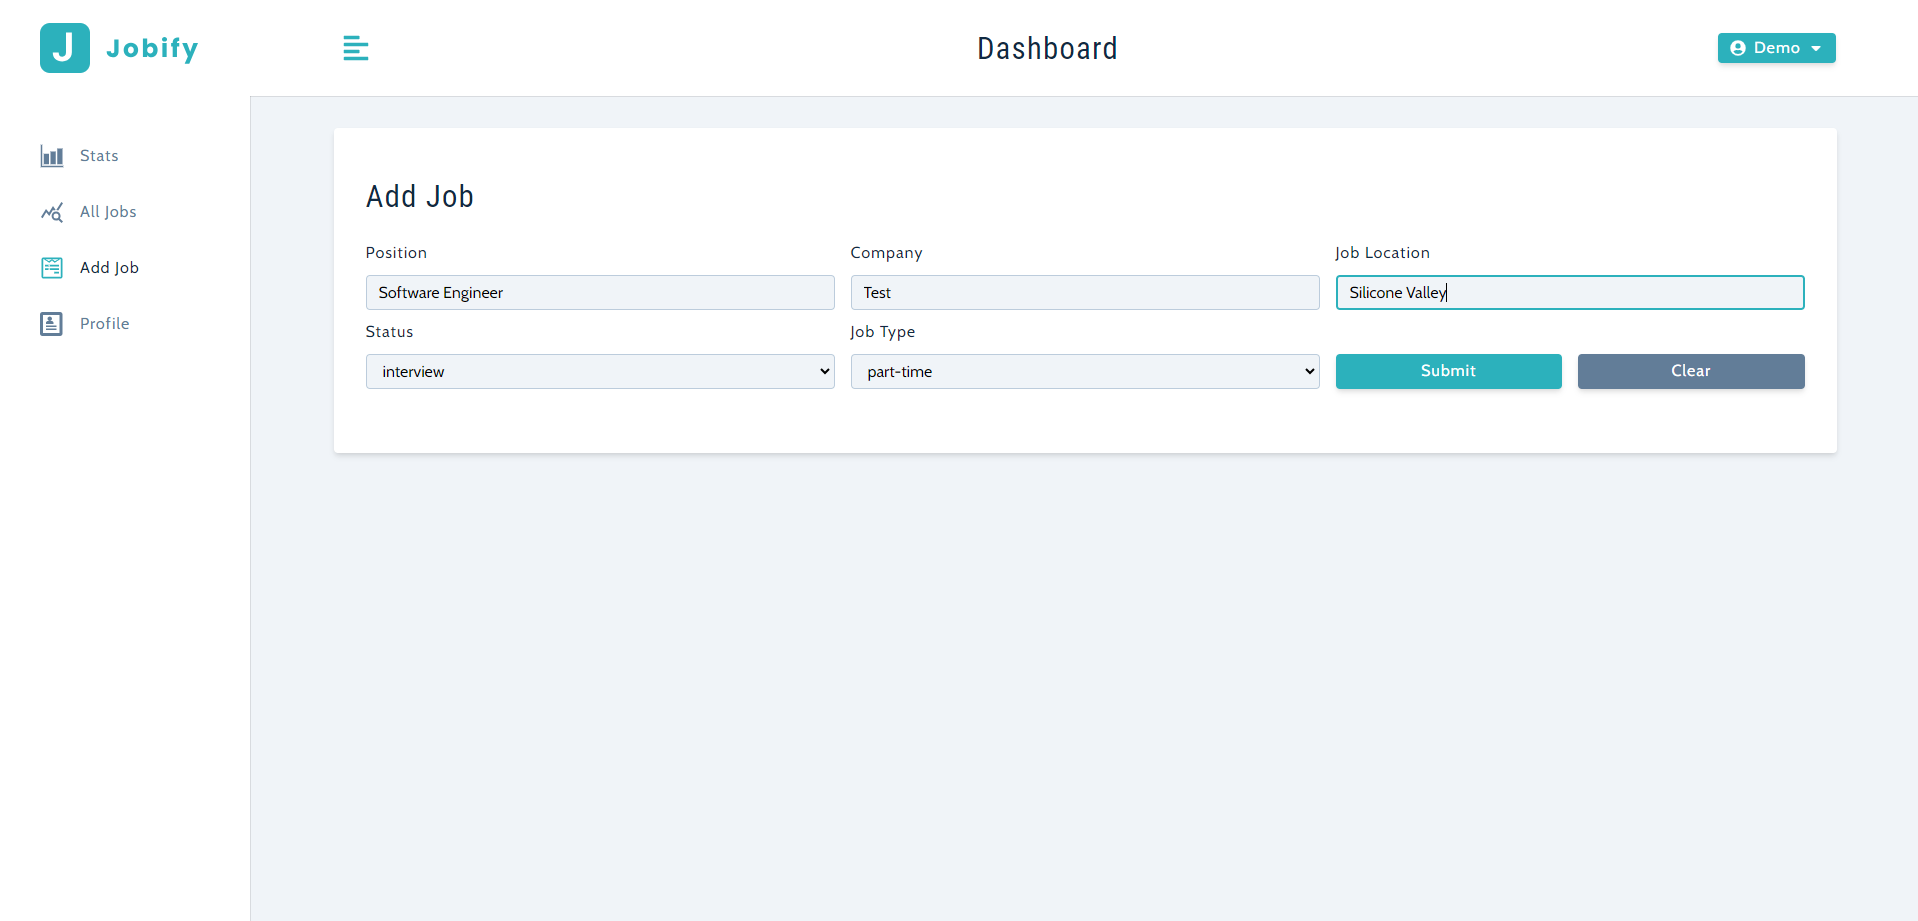 J Jobify
Dashboard
Demo
Stats
All Jobs
Add Job
Profile
Add Job
Position
Company
Job Location
Software Engineer
Test
Silicone Valley
Status
Job Type
interview
part-time
Submit
Clear